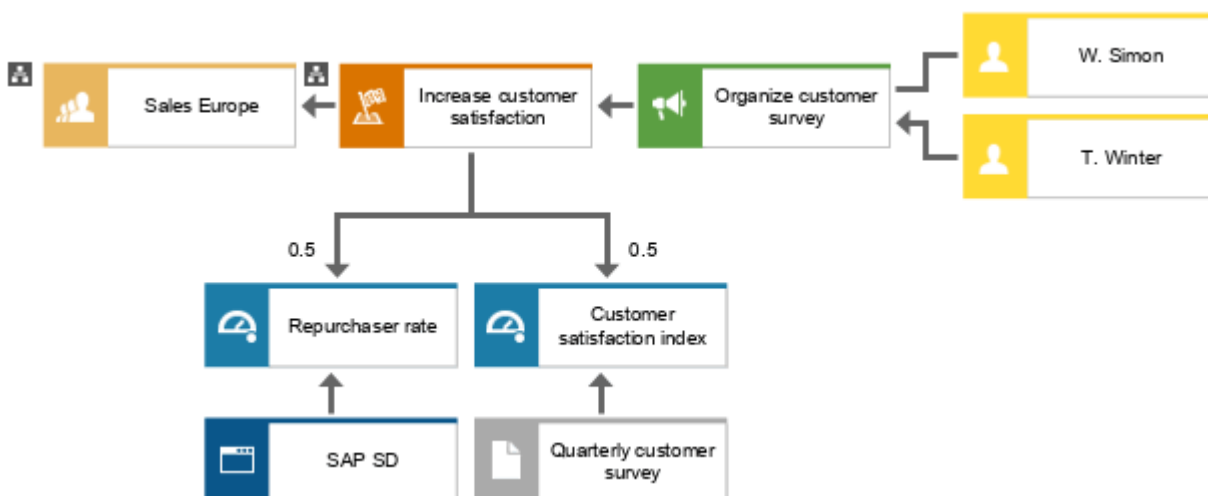 W. Simon
Sales Europe
Increase customer
satisfaction
Organize customer
survey
T. Winter
0.5
0.5
Repurchaser rate
Customer
satisfaction index
SAP SD
Quarterly customer
survey